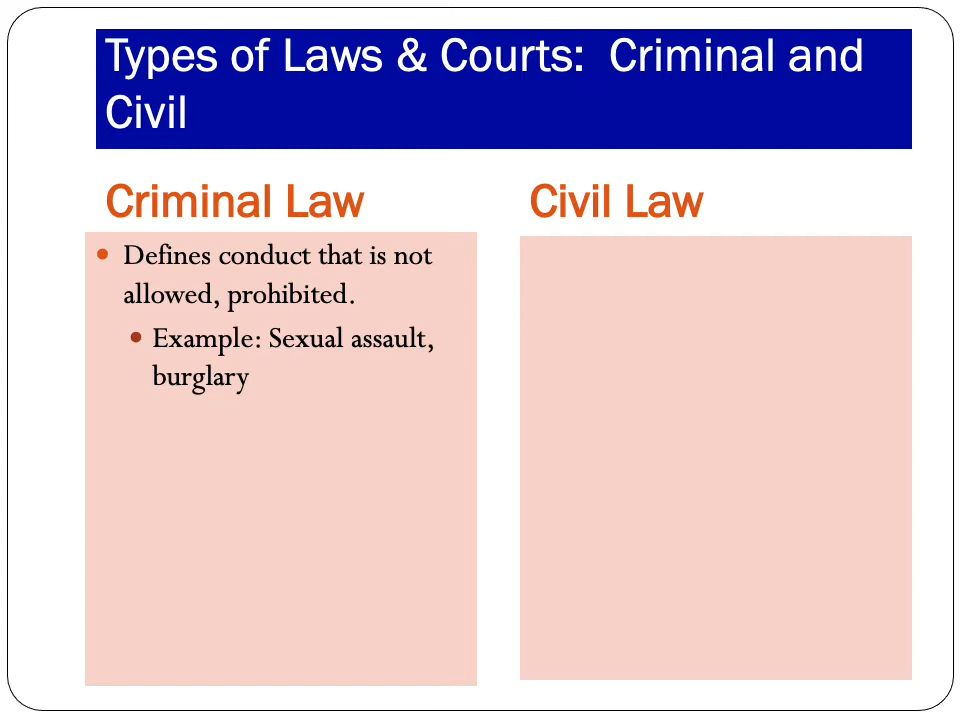 Types of Laws & Courts:  Criminal and
Civil
Criminal Law
Civil Law
• Defines conduct that is not
allowed, prohibited.
• Example: Sexual assault,
burglary